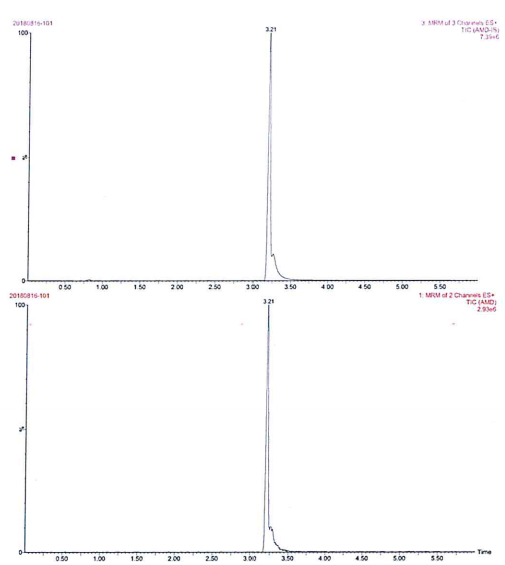 20180816-101
3: MRM of 3 Channels ES+
TIC (AMD-IS)
100
3.21
%
0
0.50 1.00 1.50 2.00 2.50 3.00 3.50 4.00 4.50 5.00 5.50
20180816-101
1: MRM of 2 Channels ES+
TIC (AMD)
2.93e6
100
3.21
%
0
0.50 1.00 1.50 2.00 2.50 3.00 3.50 4.00 4.50 5.00 5.50
Time